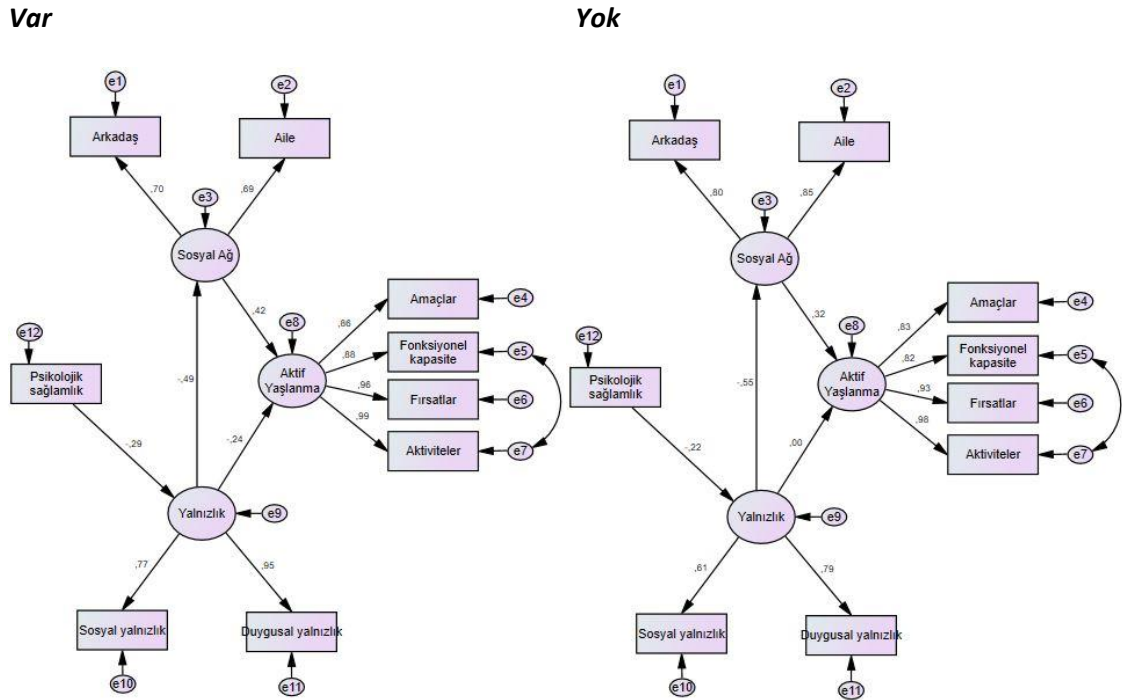 Var
e1
e2
Arkadaş
Aile
,70
,69
e3
Sosyal Ağ
,42
e8
Amaçlar
e4
,86
e12
Fonksiyonel
kapasite
e5
,88
Psikolojik
sağlamlık
-,49
Aktif
Yaşlanma
,96
Fırsatlar
e6
,99
-,29
-,24
Aktiviteler
e7
Yalnızlık
e9
,77
,95
Sosyal yalnızlık
Duygusal yalnızlık
e10
e11
Yok
e1
e2
Arkadaş
Aile
,80
,85
e3
Sosyal Ağ
,32
e8
Amaçlar
e4
,83
e12
Fonksiyonel
kapasite
e5
,82
Psikolojik
sağlamlık
-,55
Aktif
Yaşlanma
,93
Fırsatlar
e6
,98
-,22
,00
Aktiviteler
e7
Yalnızlık
e9
,61
,79
Sosyal yalnızlık
Duygusal yalnızlık
e10
e11